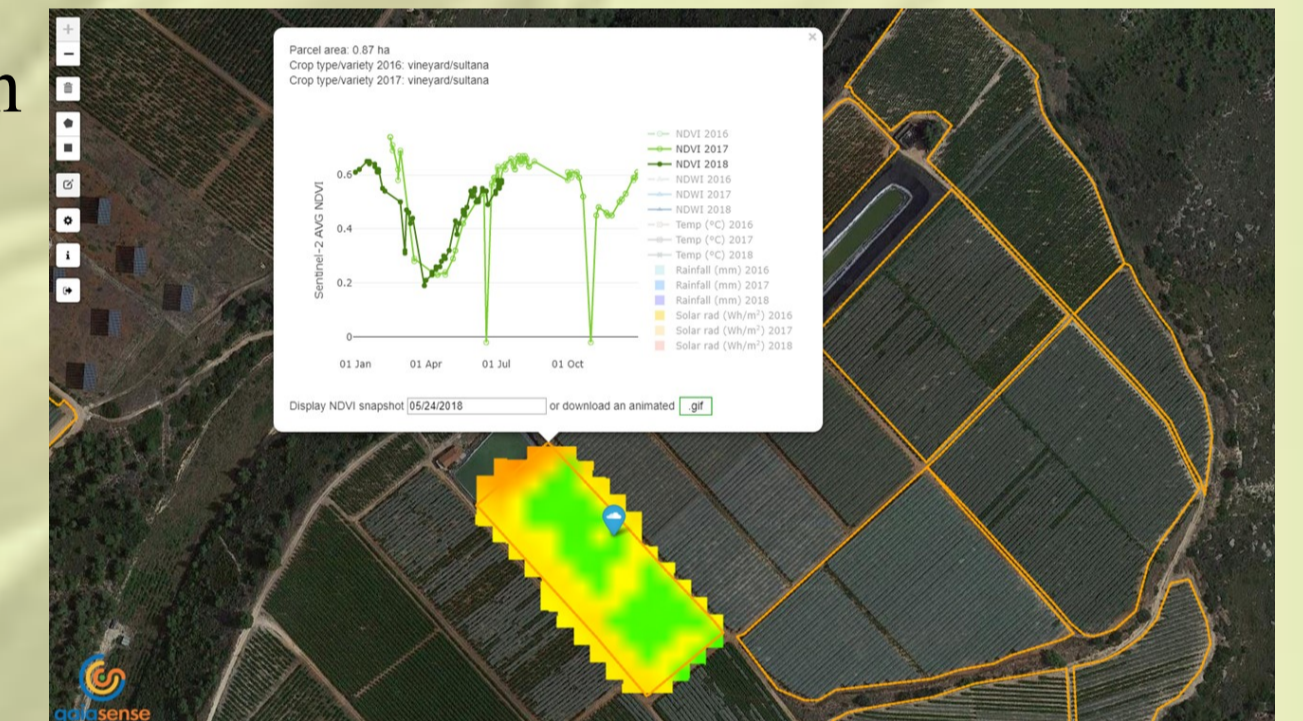 n
Parcel area: 0.87 ha
Crop type/variety 2016: vineyard/sultana
Crop type/variety 2017: vineyard/sultana
Sentinel-2 AVG NDVI
0.6
0.4
0.2
0
01 Jan 01 Apr 01 Jul 01 Oct
NDVI 2016
NDVI 2017
NDVI 2018
NDWI 2016
NDWI 2017
NDWI 2018
Temp (°C) 2016
Temp (°C) 2017
Temp (°C) 2018
Rainfall (mm) 2016
Rainfall (mm) 2017
Rainfall (mm) 2018
Solar rad (Wh/m²) 2016
Solar rad (Wh/m²) 2017
Solar rad (Wh/m²) 2018
Display NDVI snapshot 05/24/2018 or download an animated .gif
gaiasense